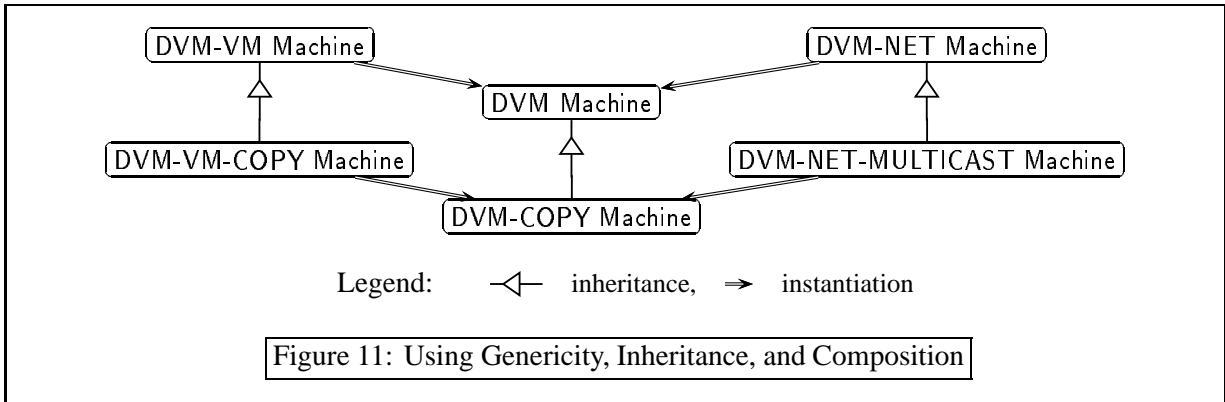 DVM-VM Machine
DVM-NET Machine
DVM Machine
DVM-VM-COPY Machine
DVM-NET-MULTICAST Machine
DVM-COPY Machine
Legend: inheritance, instantiation
Figure 11: Using Genericity, Inheritance, and Composition